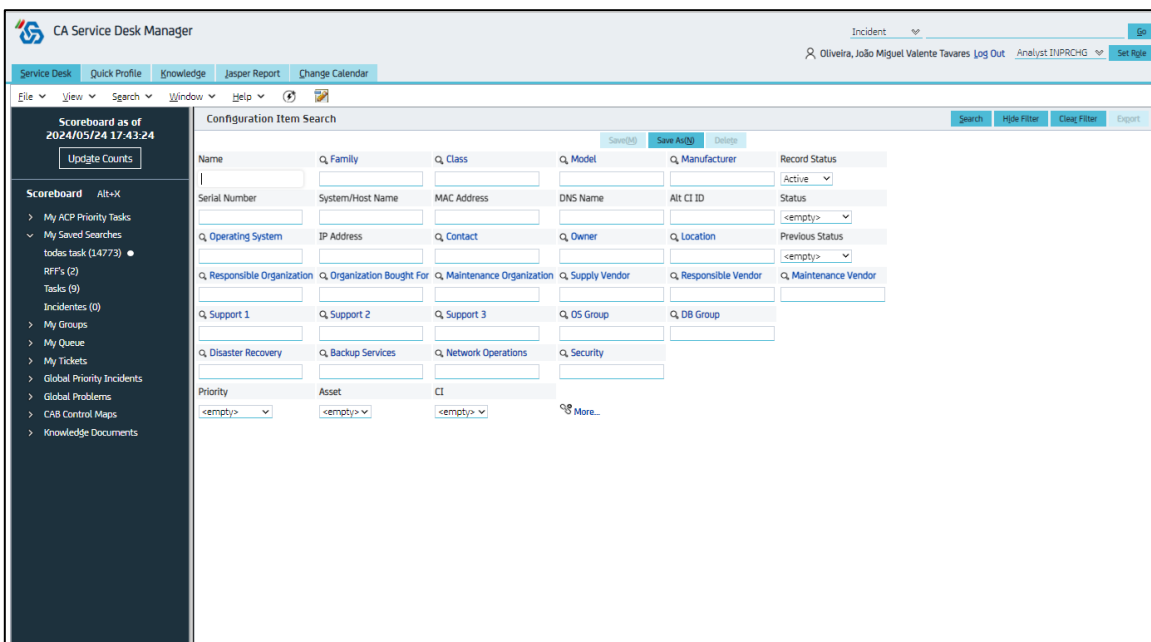 CA Service Desk Manager
Incident
Go
Oliveira, João Miguel Valente Tavares Log Out Analyst INPRCHG Set Role
Service Desk Quick Profile Knowledge Jasper Report Change Calendar
File View Search Window Help
Scoreboard as of
2024/05/24 17:43:24
Update Counts
Scoreboard Alt+X
My ACP Priority Tasks
My Saved Searches
todas task (14773)
RFF's (2)
Tasks (9)
Incidentes (0)
My Groups
My Queue
My Tickets
Global Priority Incidents
Global Problems
CAB Control Maps
Knowledge Documents
Configuration Item Search
Search Hide Filter Clear Filter Export
Save(M) Save As(N) Delete
Name Family Class Model Manufacturer Record Status
Active
Serial Number System/Host Name MAC Address DNS Name Alt CI ID Status
<empty>
Operating System IP Address Contact Owner Location Previous Status
<empty>
Responsible Organization Organization Bought For Maintenance Organization Supply Vendor Responsible Vendor Maintenance Vendor
Support 1 Support 2 Support 3 OS Group DB Group
Disaster Recovery Backup Services Network Operations Security
Priority Asset CI
<empty> <empty> <empty> More...